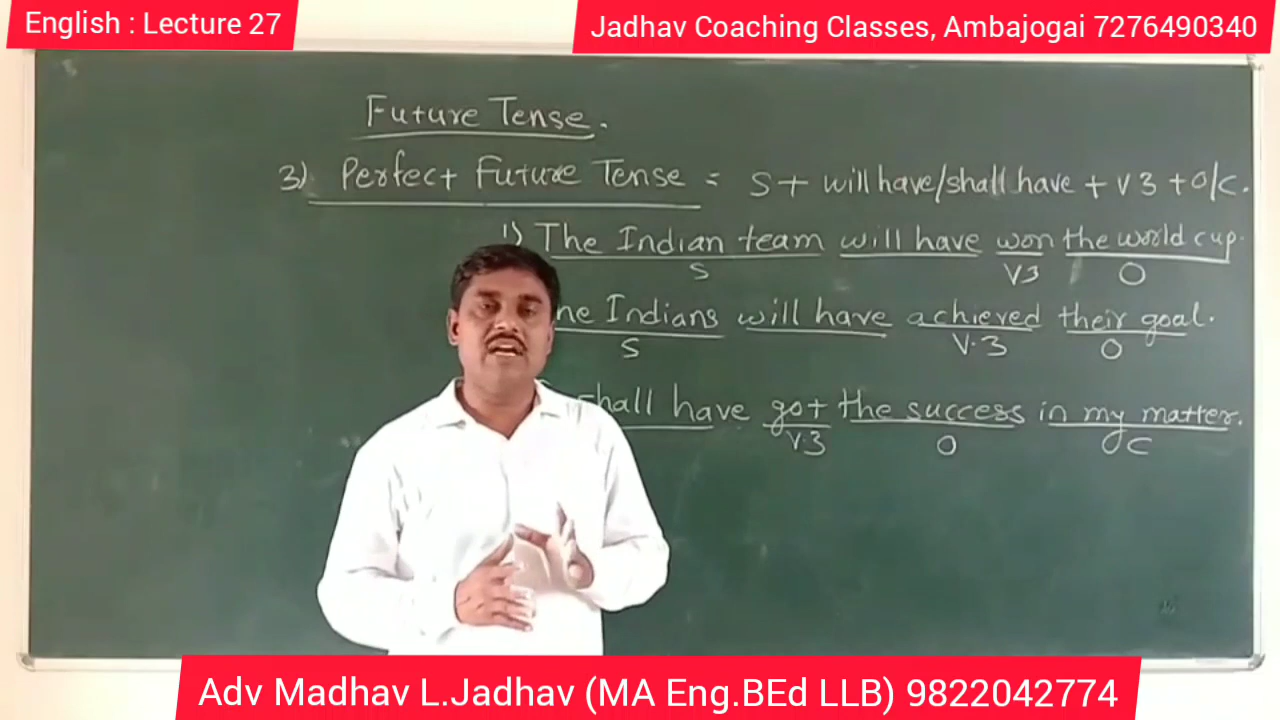 English : Lecture 27
Jadhav Coaching Classes, Ambajogai 7276490340
Future Tense.
3) Perfect Future Tense = S + will have/shall have + V3 + O/C.
1) The Indian team will have won the world cup.
S V3 O
Indians will have achieved their goal.
S V.3 O
shall have got the success in my matter.
V3 O C
Adv Madhav L.Jadhav (MA Eng.BEd LLB) 9822042774